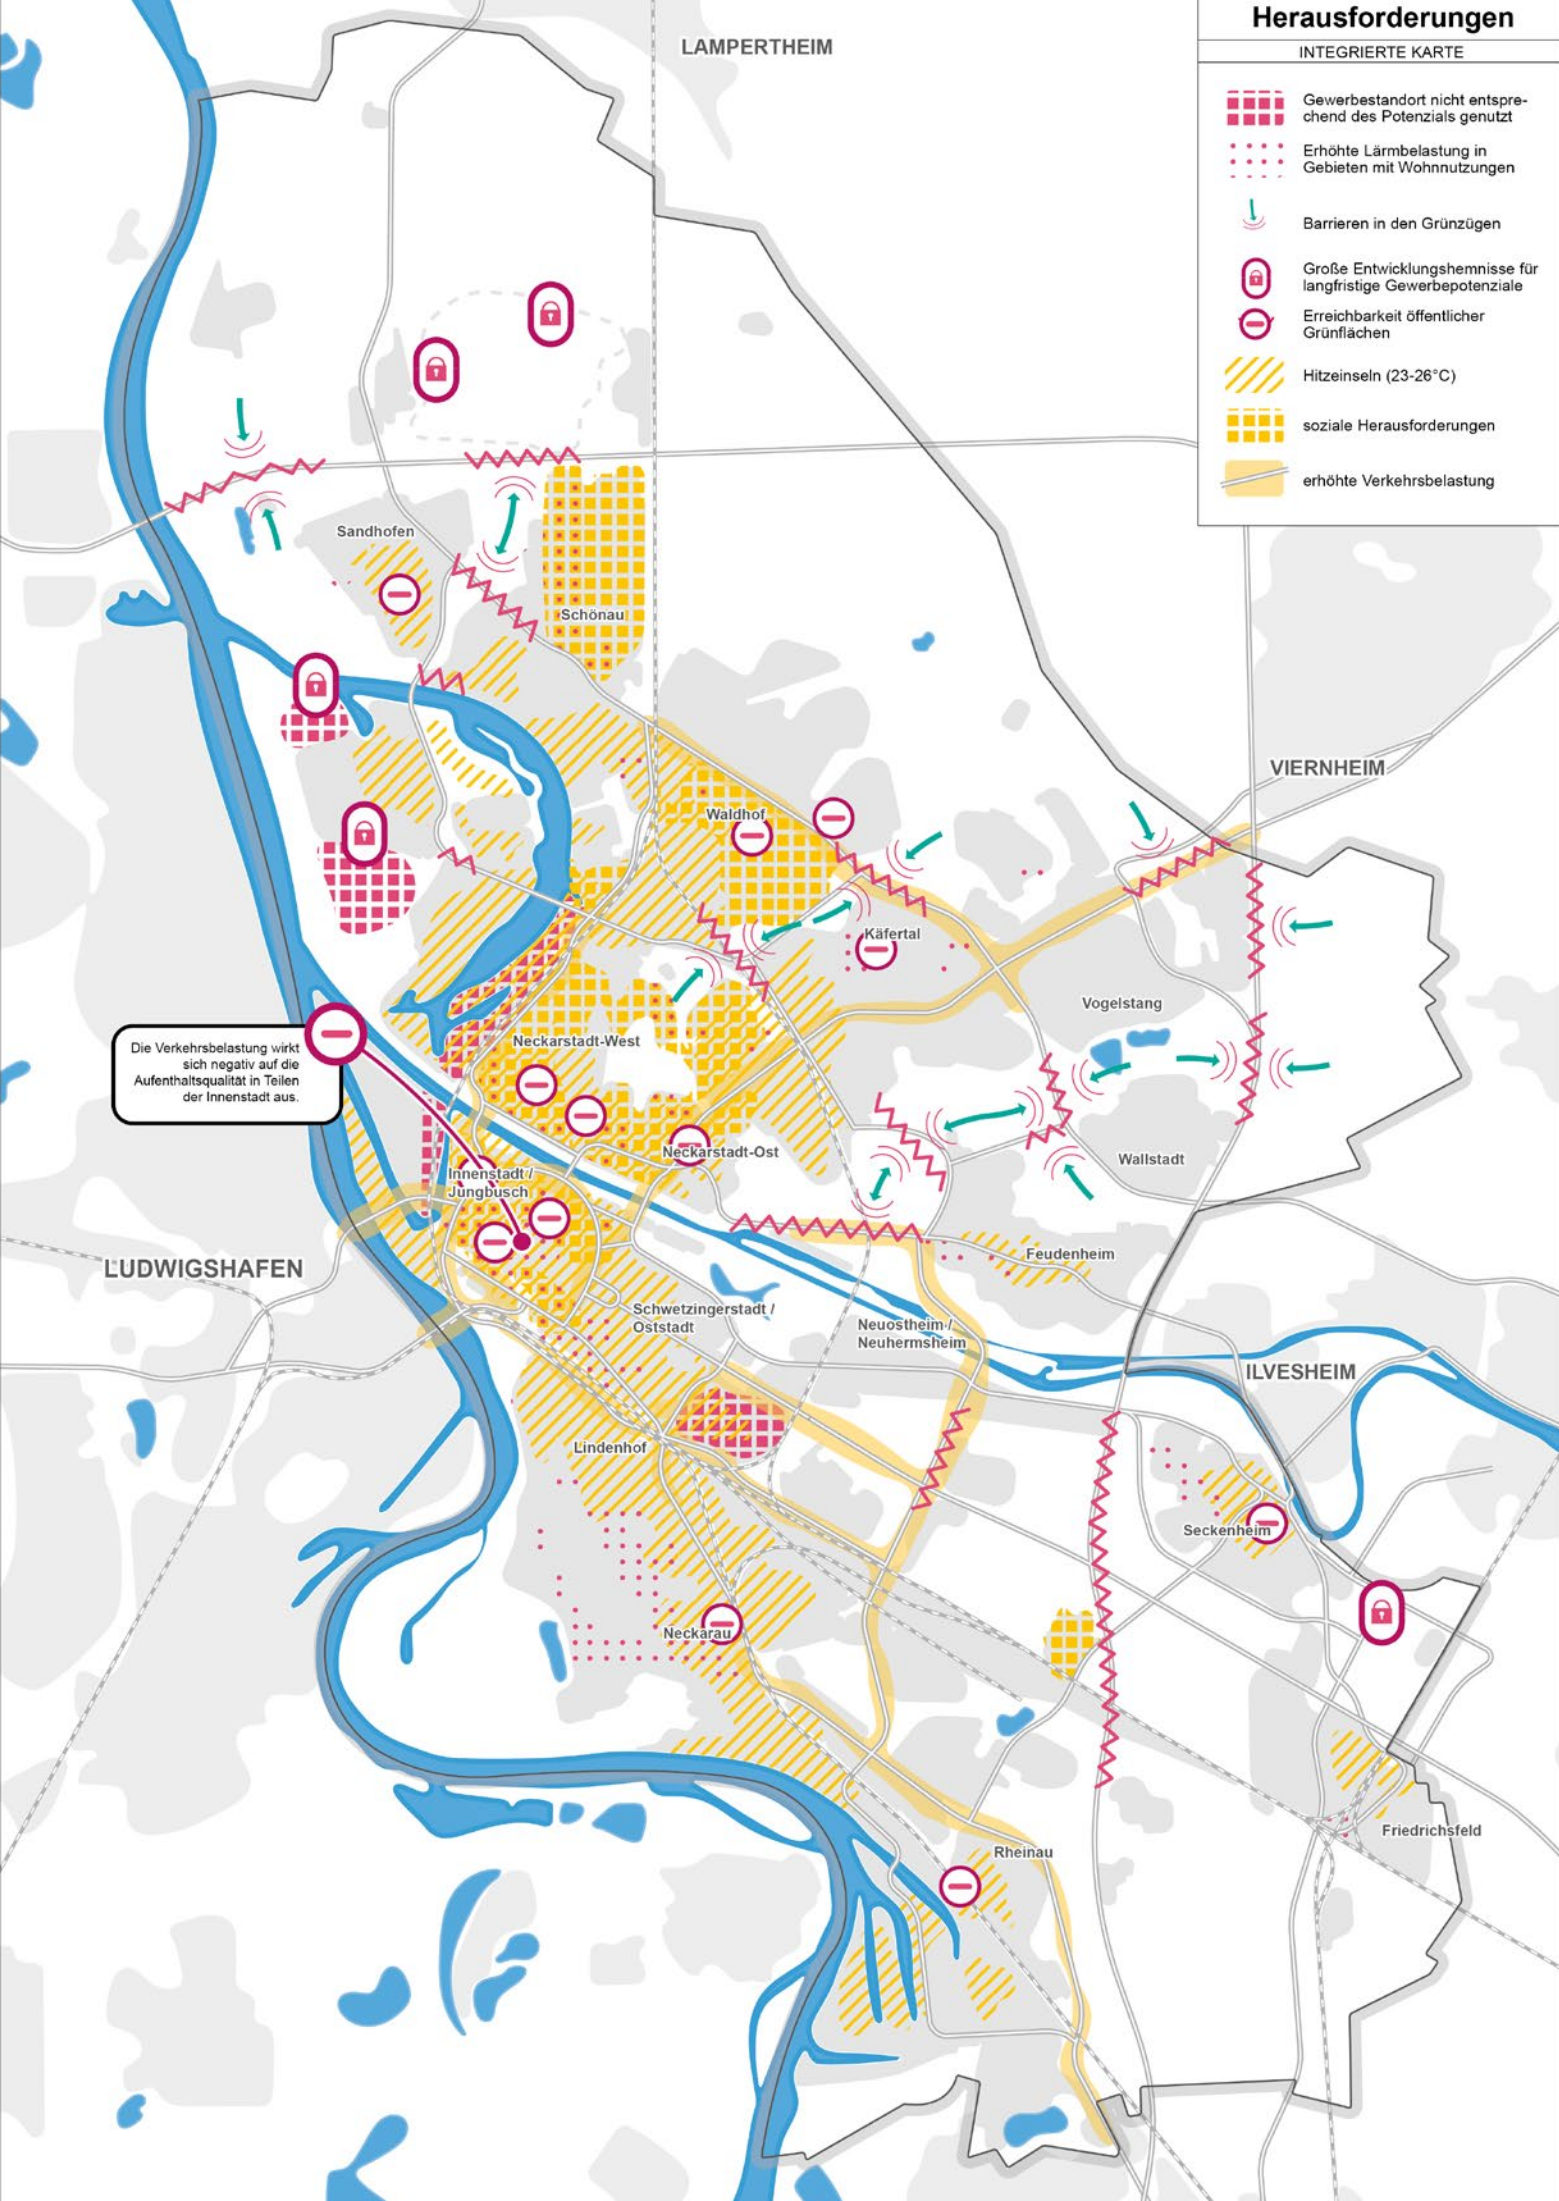 Herausforderungen
INTEGRIERTE KARTE
Gewerbestandort nicht entspre-
chend des Potenzials genutzt
Erhöhte Lärmbelastung in
Gebieten mit Wohnnutzungen
Barrieren in den Grünzügen
Große Entwicklungshemnisse für
langfristige Gewerbepotenziale
Erreichbarkeit öffentlicher
Grünflächen
Hitzeinseln (23-26°C)
soziale Herausforderungen
erhöhte Verkehrsbelastung
LAMPERTHEIM
Sandhofen
Schönau
VIERNHEIM
Waldhof
Käfertal
Vogelstang
Neckarstadt-West
Die Verkehrsbelastung wirkt
sich negativ auf die
Aufenthaltsqualität in Teilen
der Innenstadt aus.
Neckarstadt-Ost
Wallstadt
Innenstadt /
Jungbusch
Feudenheim
LUDWIGSHAFEN
Schwetzingerstadt /
Oststadt
Neuostheim /
Neuhermsheim
ILVESHEIM
Lindenhof
Seckenheim
Neckarau
Friedrichsfeld
Rheinau